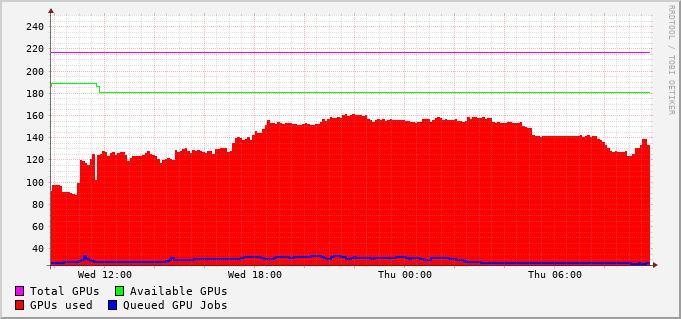 240
220
200
180
160
140
120
100
80
60
40
Wed 12:00 Wed 18:00 Thu 00:00 Thu 06:00
Total GPUs Available GPUs
GPUs used Queued GPU Jobs
RRDTOOL / TOBI OETIKER